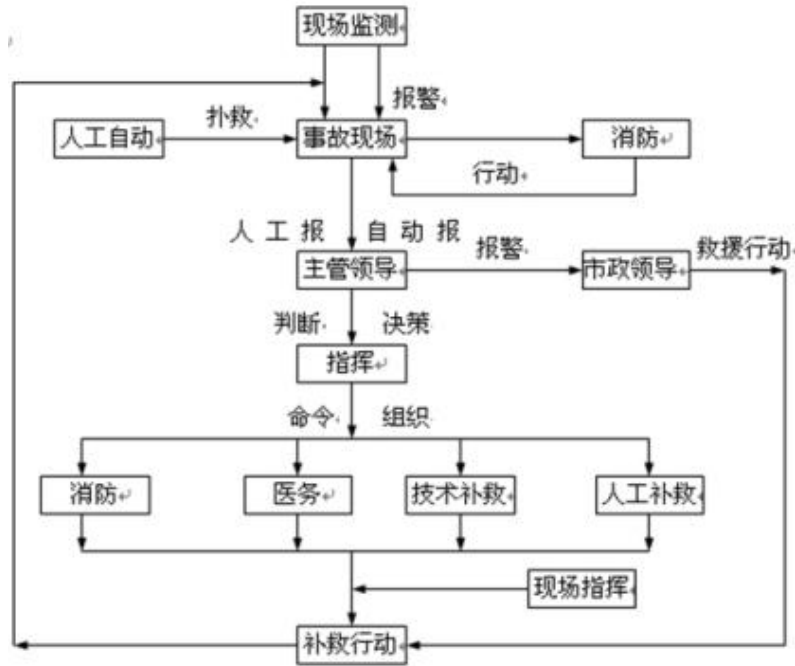 现场监测
报警
扑救
人工自动 事故现场 消防
行动
人 工 报 自 动 报
报警 救援行动
主管领导 市政领导
判断 决策
指挥
命令 组织
消防 医务 技术补救 人工补救
现场指挥
补救行动